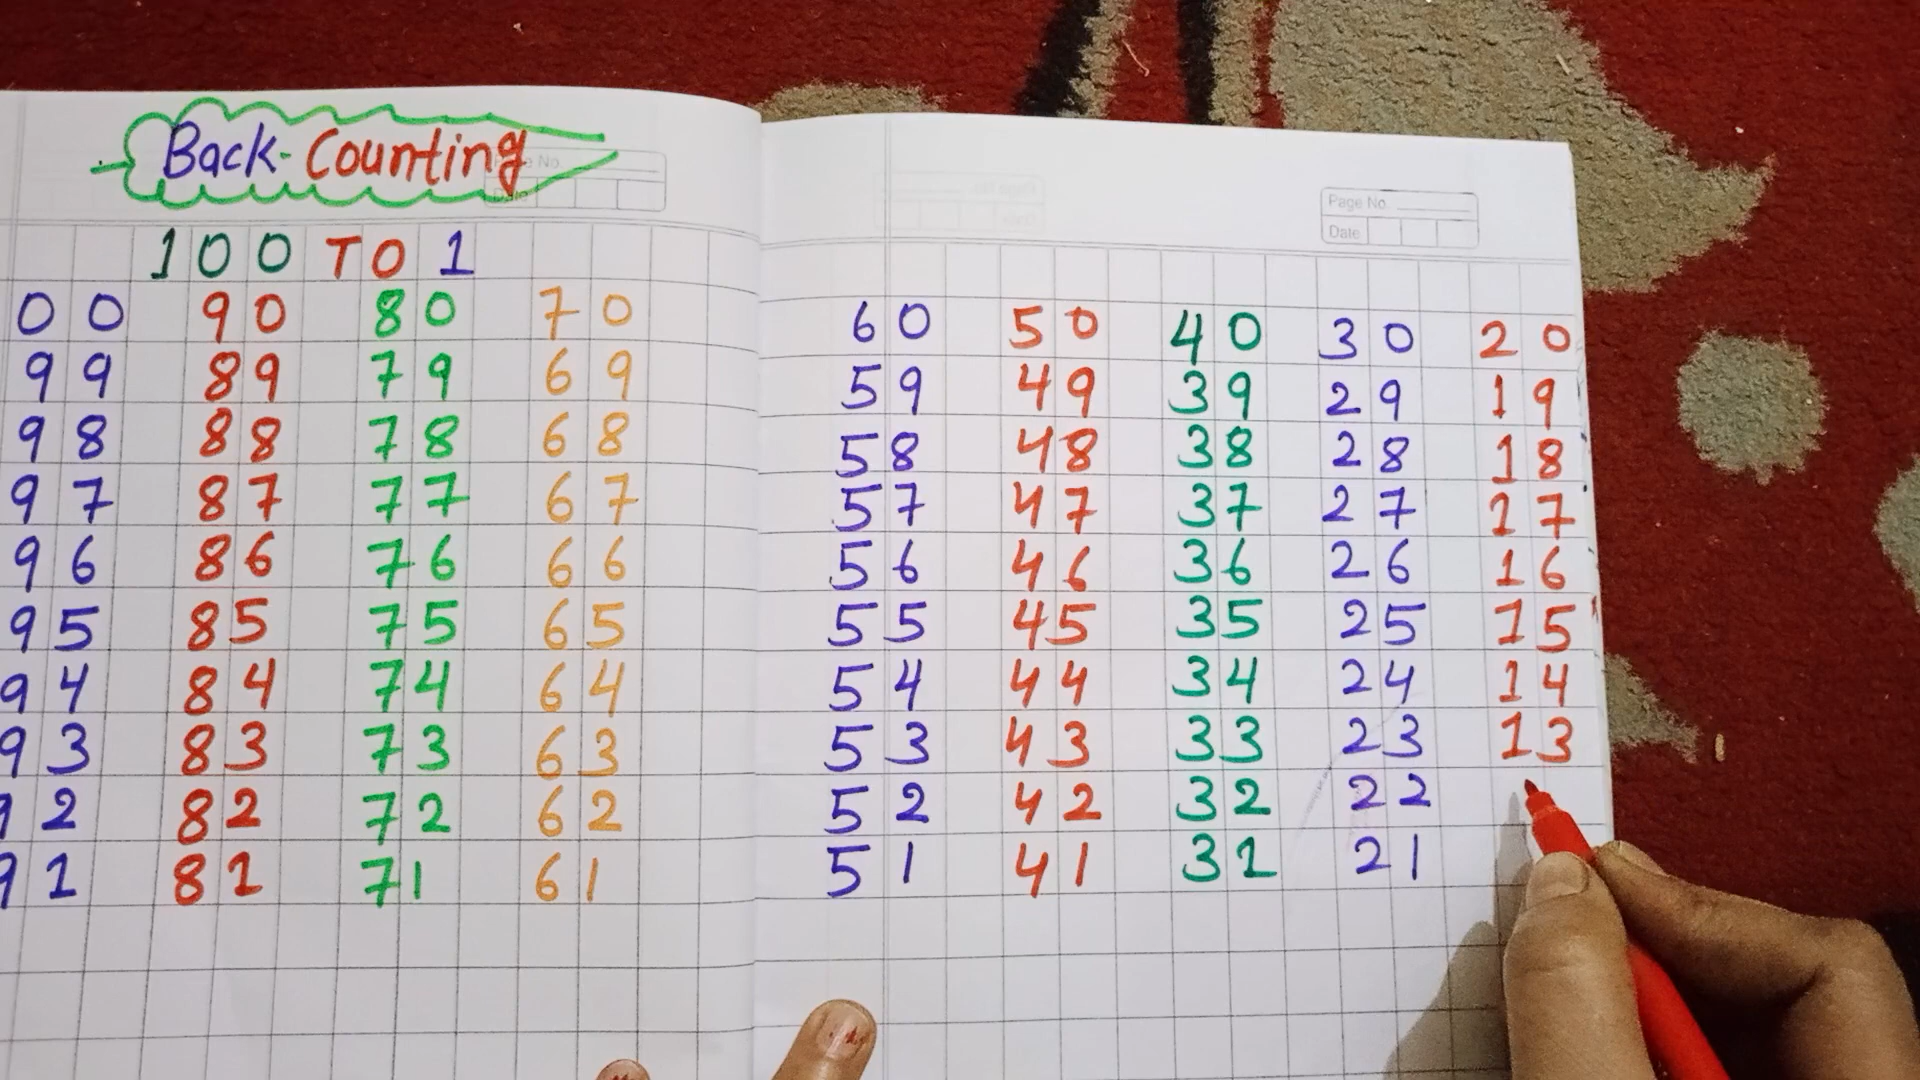 Back-Counting
Page No.
Date
100 TO 1
00 90 80 70
99 89 79 69
98 88 78 68
97 87 77 67
96 86 76 66
95 85 75 65
94 84 74 64
93 83 73 63
92 82 72 62
91 81 71 61
Page No.
Date
60 50 40 30 20
59 49 39 29 19
58 48 38 28 18
57 47 37 27 17
56 46 36 26 16
55 45 35 25 15
54 44 34 24 14
53 43 33 23 13
52 42 32 22
51 41 31 21